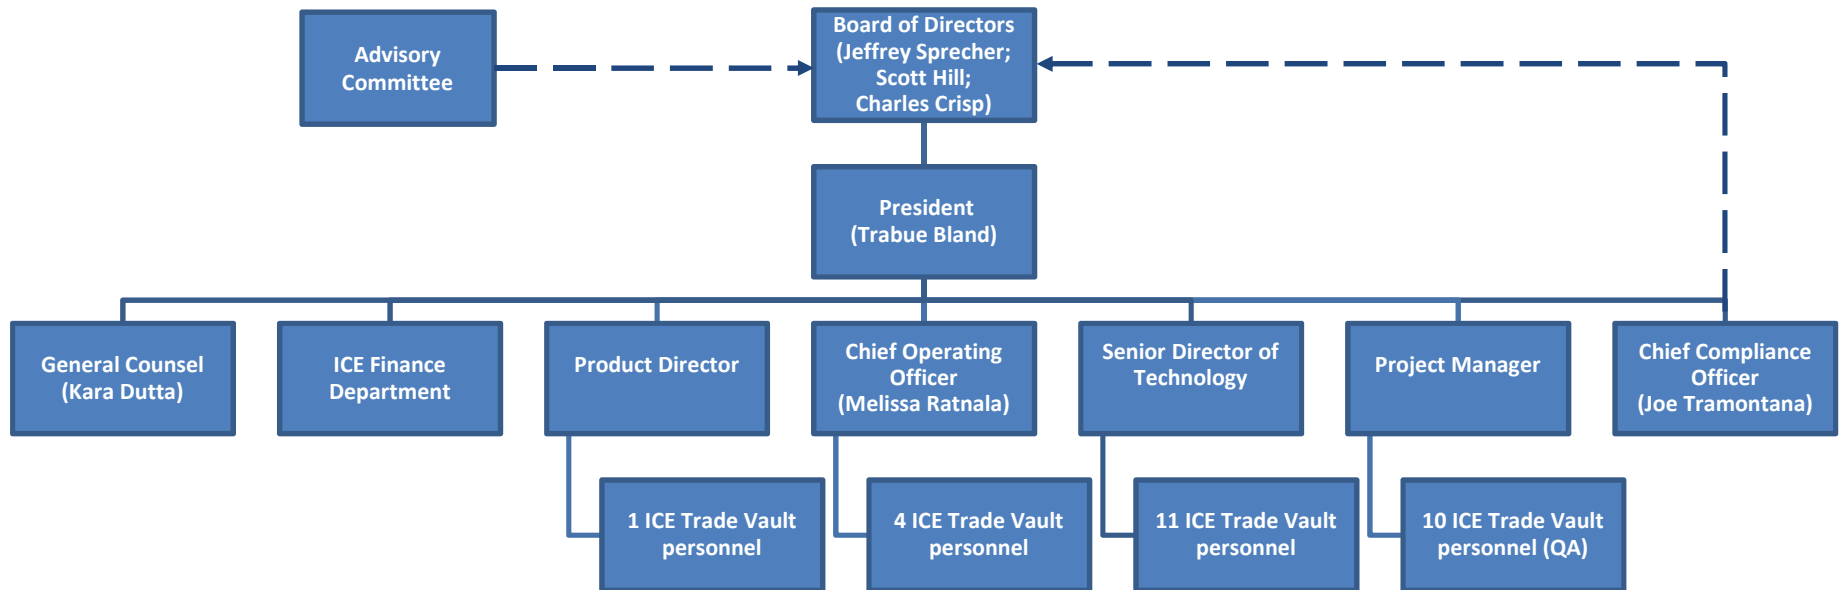 Advisory
Committee
Board of Directors
(Jeffrey Sprecher;
Scott Hill;
Charles Crisp)
President
(Trabue Bland)
General Counsel
(Kara Dutta)
ICE Finance
Department
Product Director
Chief Operating
Officer
(Melissa Ratnala)
Senior Director of
Technology
Project Manager
Chief Compliance
Officer
(Joe Tramontana)
1 ICE Trade Vault
personnel
4 ICE Trade Vault
personnel
11 ICE Trade Vault
personnel
10 ICE Trade Vault
personnel (QA)